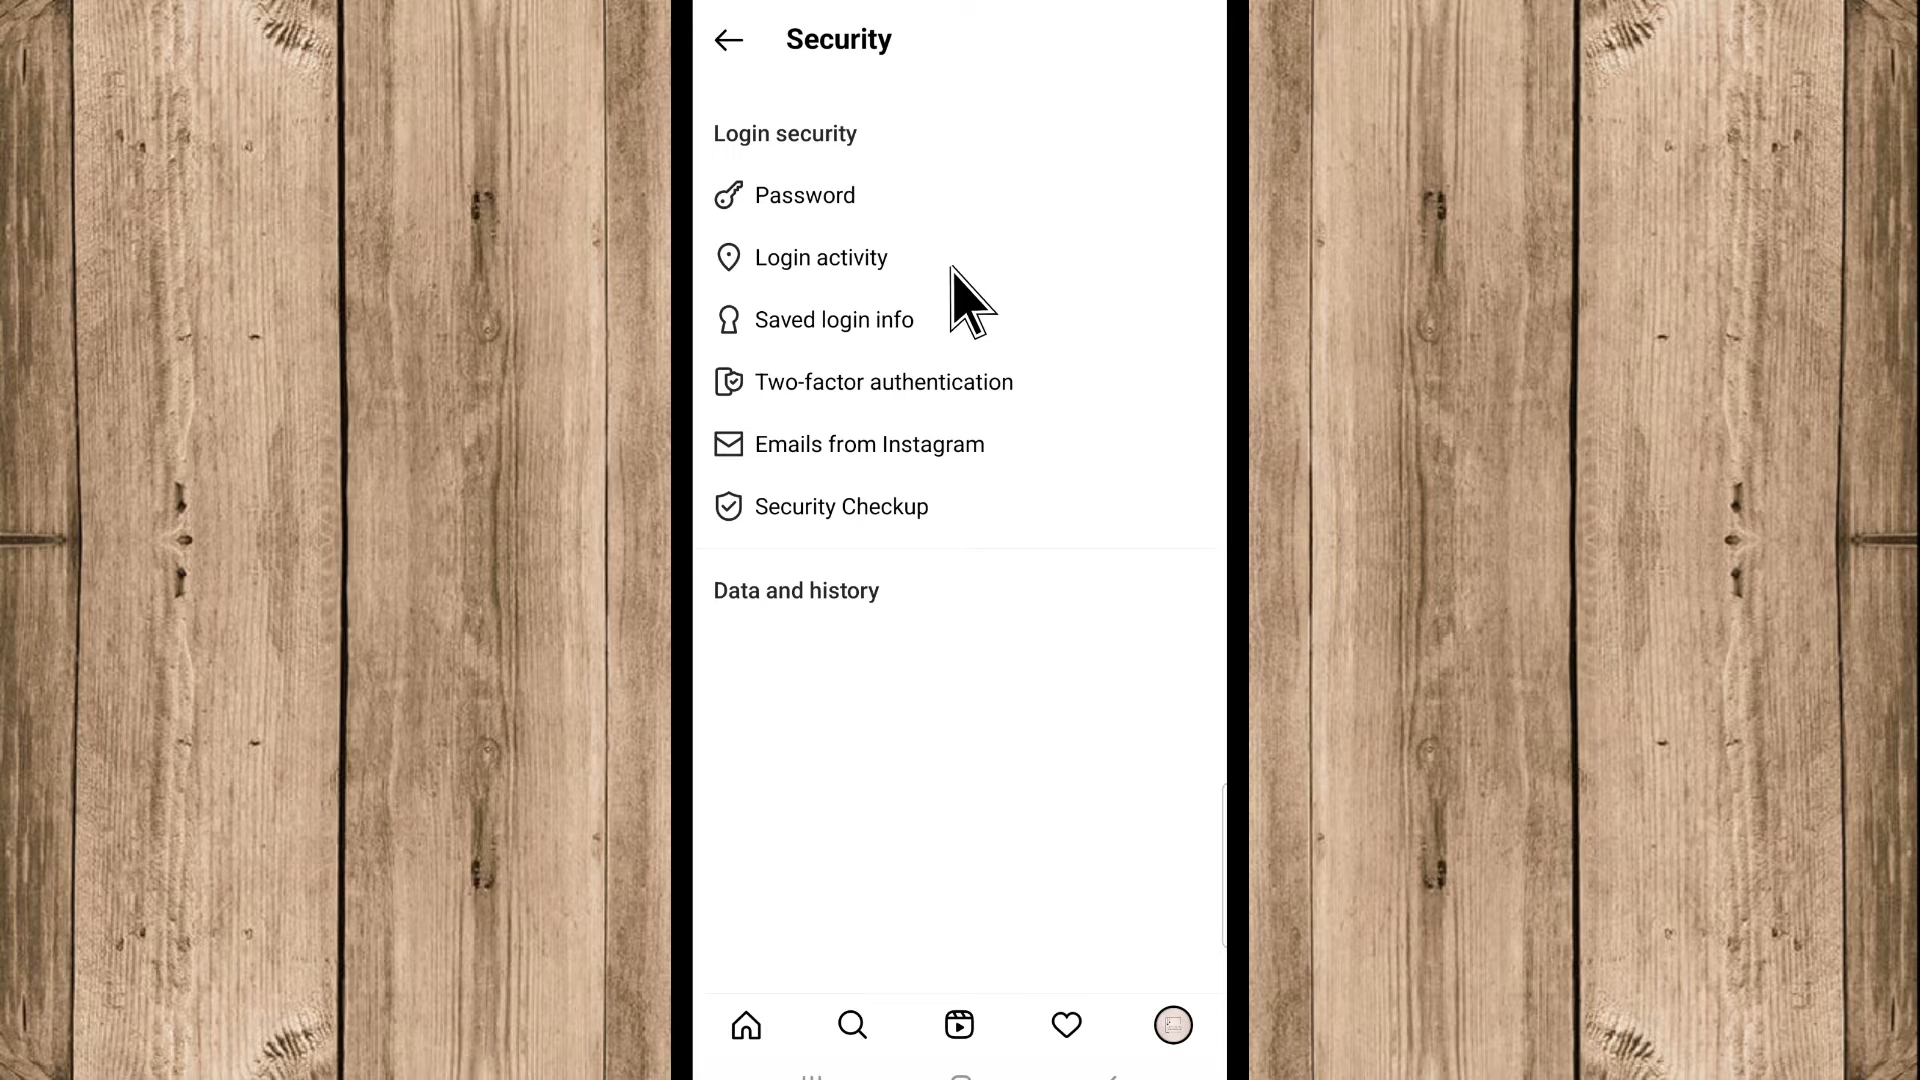 Security
Login security
Password
Login activity
Saved login info
Two-factor authentication
Emails from Instagram
Security Checkup
Data and history